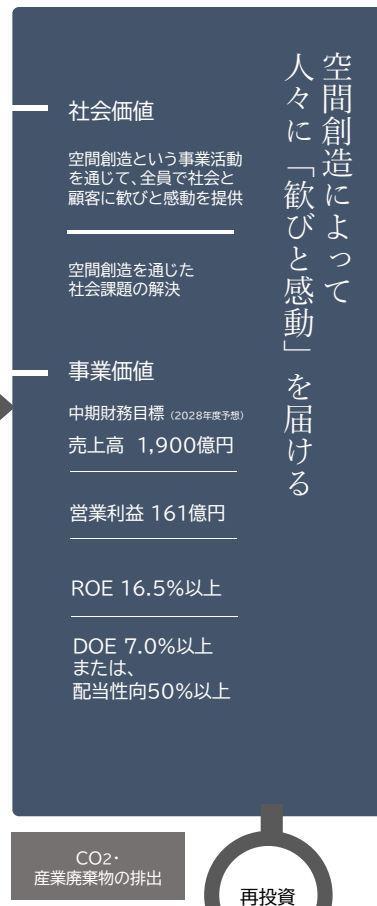 空間創造によって
人々に「歓びと感動」を届ける
社会価値
空間創造という事業活動
を通じて、全員で社会と
顧客に歓びと感動を提供
空間創造を通じた
社会課題の解決
事業価値
中期財務目標 (2028年度予想)
売上高 1,900億円
営業利益 161億円
ROE 16.5%以上
DOE 7.0%以上
または、
配当性向50%以上
CO2・
産業廃棄物の排出
再投資